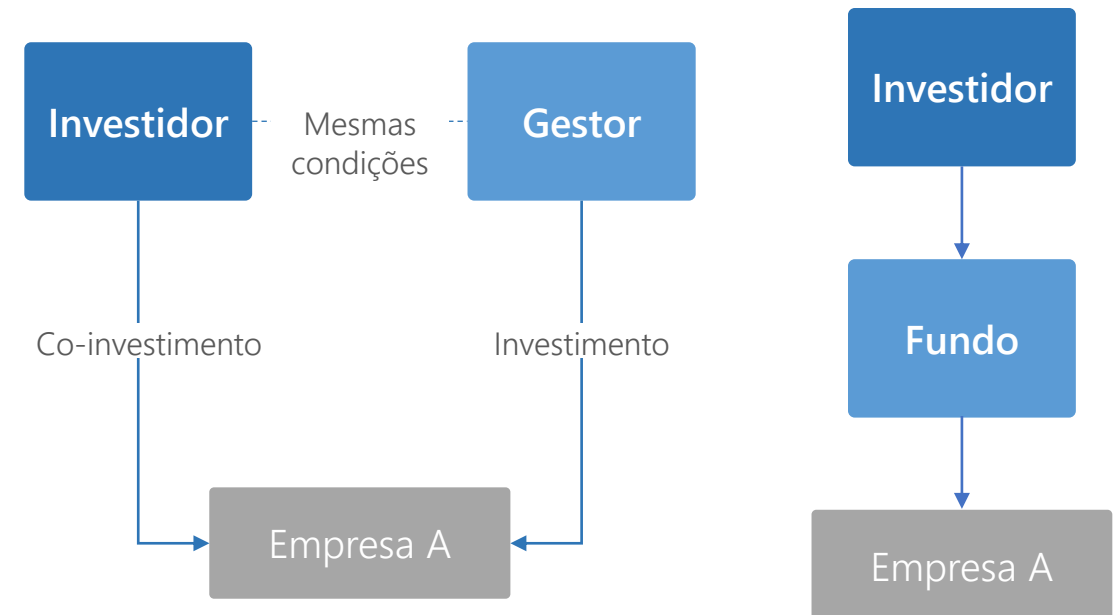 Investidor
Mesmas
condições
Gestor
Co-investimento
Investimento
Empresa A
Investidor
Fundo
Empresa A